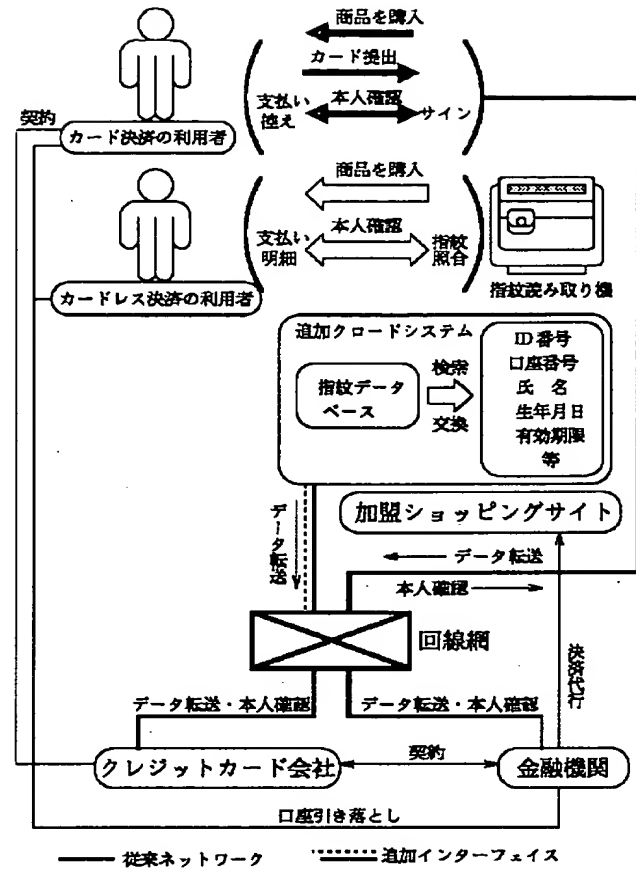 商品を購入
カード提出
支払い
控え
本人確認
サイン
契約
カード決済の利用者
商品を購入
支払い
明細
本人確認
指紋
照合
指紋読み取り機
カードレス決済の利用者
追加クロードシステム
指紋データ
ベース
検索
交換
ID番号
口座番号
氏 名
生年月日
有効期限
等
データ転送
加盟ショッピングサイト
データ転送
本人確認
回線網
決済代行
データ転送・本人確認
データ転送・本人確認
クレジットカード会社
契約
金融機関
口座引き落とし
従来ネットワーク
追加インターフェイス